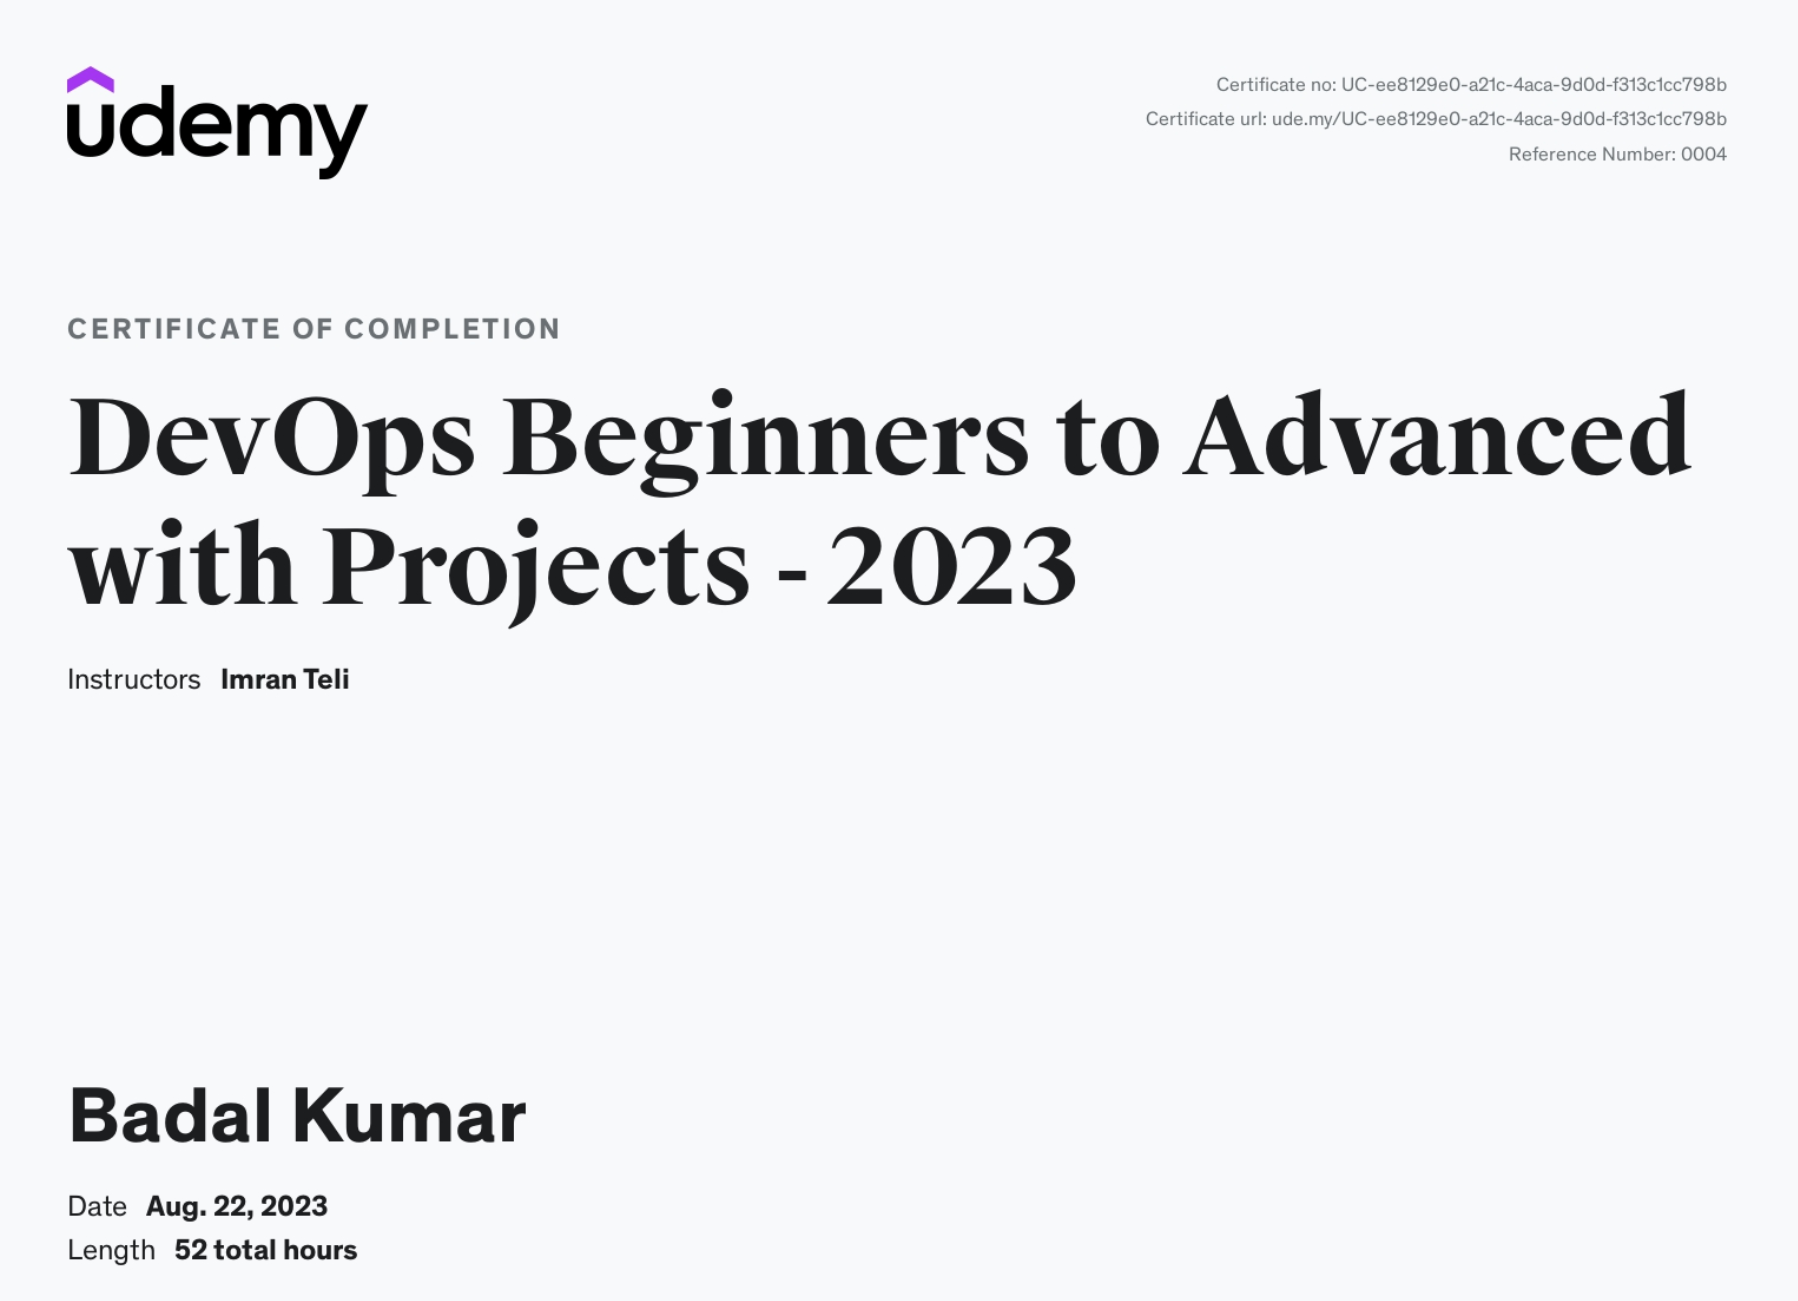 udemy
Certificate no: UC-ee8129e0-a21c-4aca-9d0d-f313c1cc798b
Certificate url: ude.my/UC-ee8129e0-a21c-4aca-9d0d-f313c1cc798b
Reference Number: 0004
CERTIFICATE OF COMPLETION
DevOps Beginners to Advanced
with Projects - 2023
Instructors Imran Teli
Badal Kumar
Date Aug. 22, 2023
Length 52 total hours